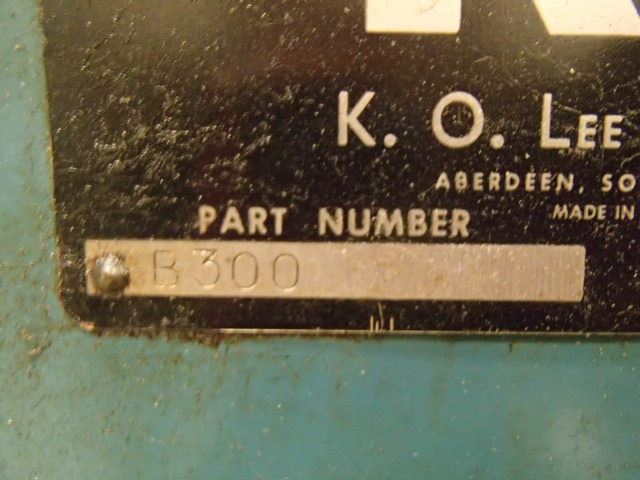 K. O. LEE
ABERDEEN, SO
MADE IN
PART NUMBER
B300